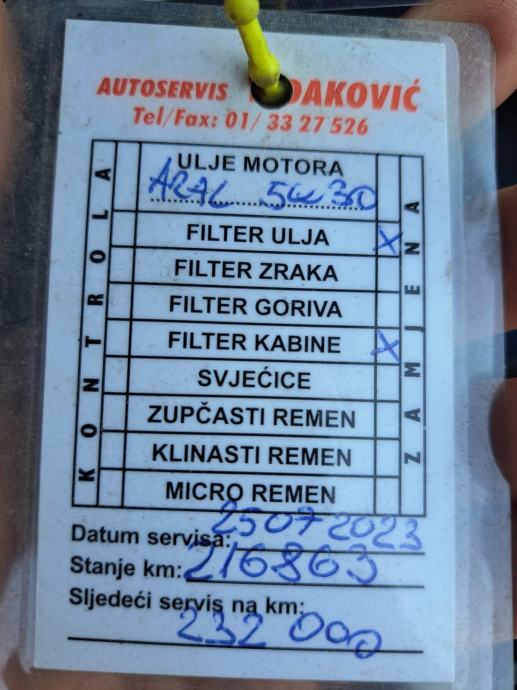 AUTOSERVIS DAKOVIĆ
Tel/Fax: 01/ 33 27 526
KONTROLA
ULJE MOTORA
ARAL 5W30
FILTER ULJA X
FILTER ZRAKA
FILTER GORIVA
FILTER KABINE X
SVJEĆICE
ZUPČASTI REMEN
KLINASTI REMEN
MICRO REMEN
ZAMJENA
Datum servisa: 25 07 2023
Stanje km: 216863
Sljedeći servis na km:
232 000